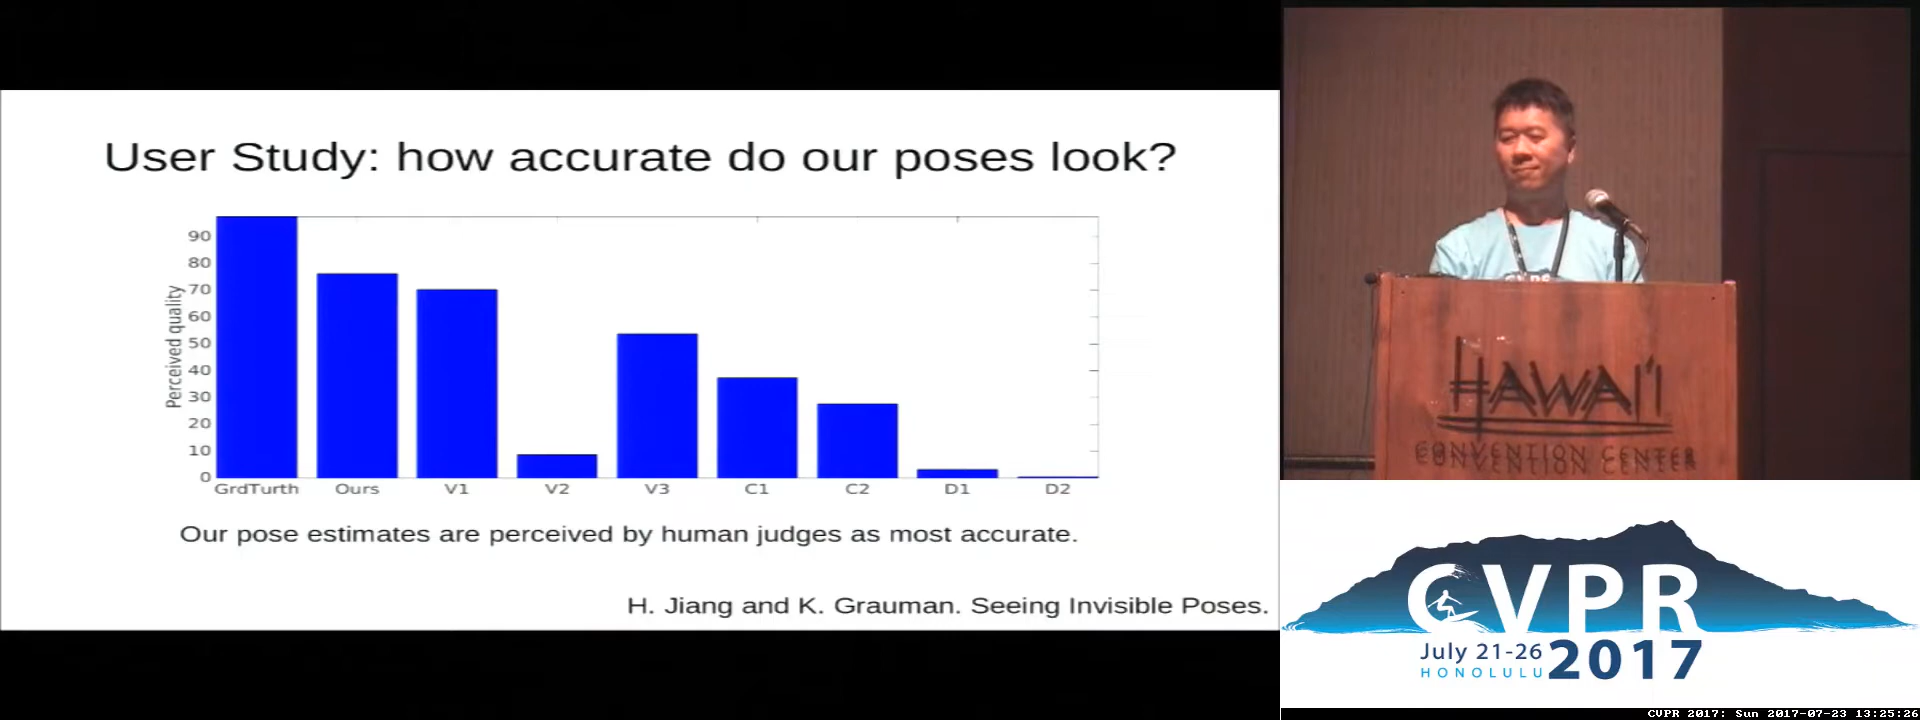 User Study: how accurate do our poses look?
Perceived quality
90
80
70
60
50
40
30
20
10
0
GrdTurth Ours V1 V2 V3 C1 C2 D1 D2
Our pose estimates are perceived by human judges as most accurate.
H. Jiang and K. Grauman. Seeing Invisible Poses.
CVPR
HAWAI'I
CONVENTION CENTER
CVPR
July 21-26
HONOLULU
2017
CVPR 2017: Sun 2017-07-23 13:25:26